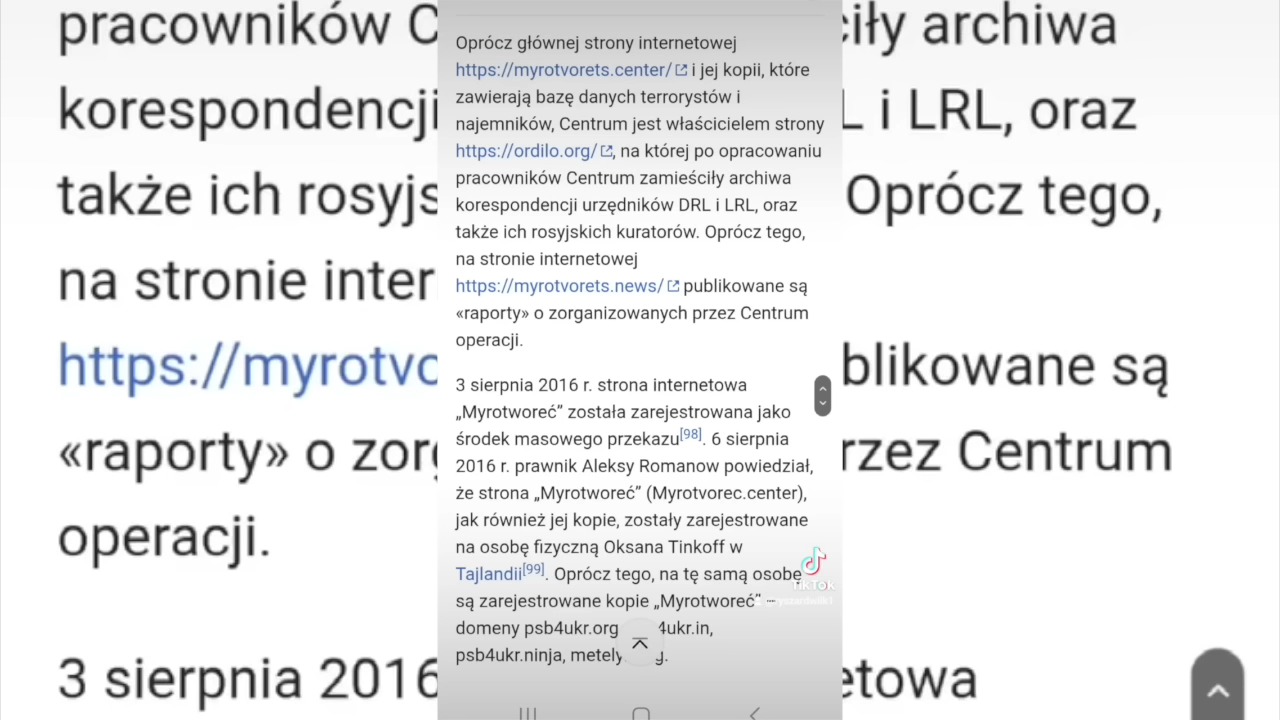 pracowników C
korespondencji
także ich rosyjs
na stronie inter
https://myrotvo
«raporty» o zorg
operacji.
3 sierpnia 2016
Oprócz głównej strony internetowej
https://myrotvorets.center/ i jej kopii, które
zawierają bazę danych terrorystów i
najemników, Centrum jest właścicielem strony
https://ordilo.org/, na której po opracowaniu
pracowników Centrum zamieściły archiwa
korespondencji urzędników DRL i LRL, oraz
także ich rosyjskich kuratorów. Oprócz tego,
na stronie internetowej
https://myrotvorets.news/ publikowane są
«raporty» o zorganizowanych przez Centrum
operacji.
3 sierpnia 2016 r. strona internetowa
„Myrotworeć” została zarejestrowana jako
środek masowego przekazu[98]. 6 sierpnia
2016 r. prawnik Aleksy Romanow powiedział,
że strona „Myrotworeć” (Myrotvorec.center),
jak również jej kopie, zostały zarejestrowane
na osobę fizyczną Oksana Tinkoff w
Tajlandii[99]. Oprócz tego, na tę samą osobę
są zarejestrowane kopie „Myrotworeć” –
domeny psb4ukr.org 4ukr.in,
psb4ukr.ninja,
TikTok
iły archiwa
L i LRL, oraz
Oprócz tego,
blikowane są
rzez Centrum
etowa